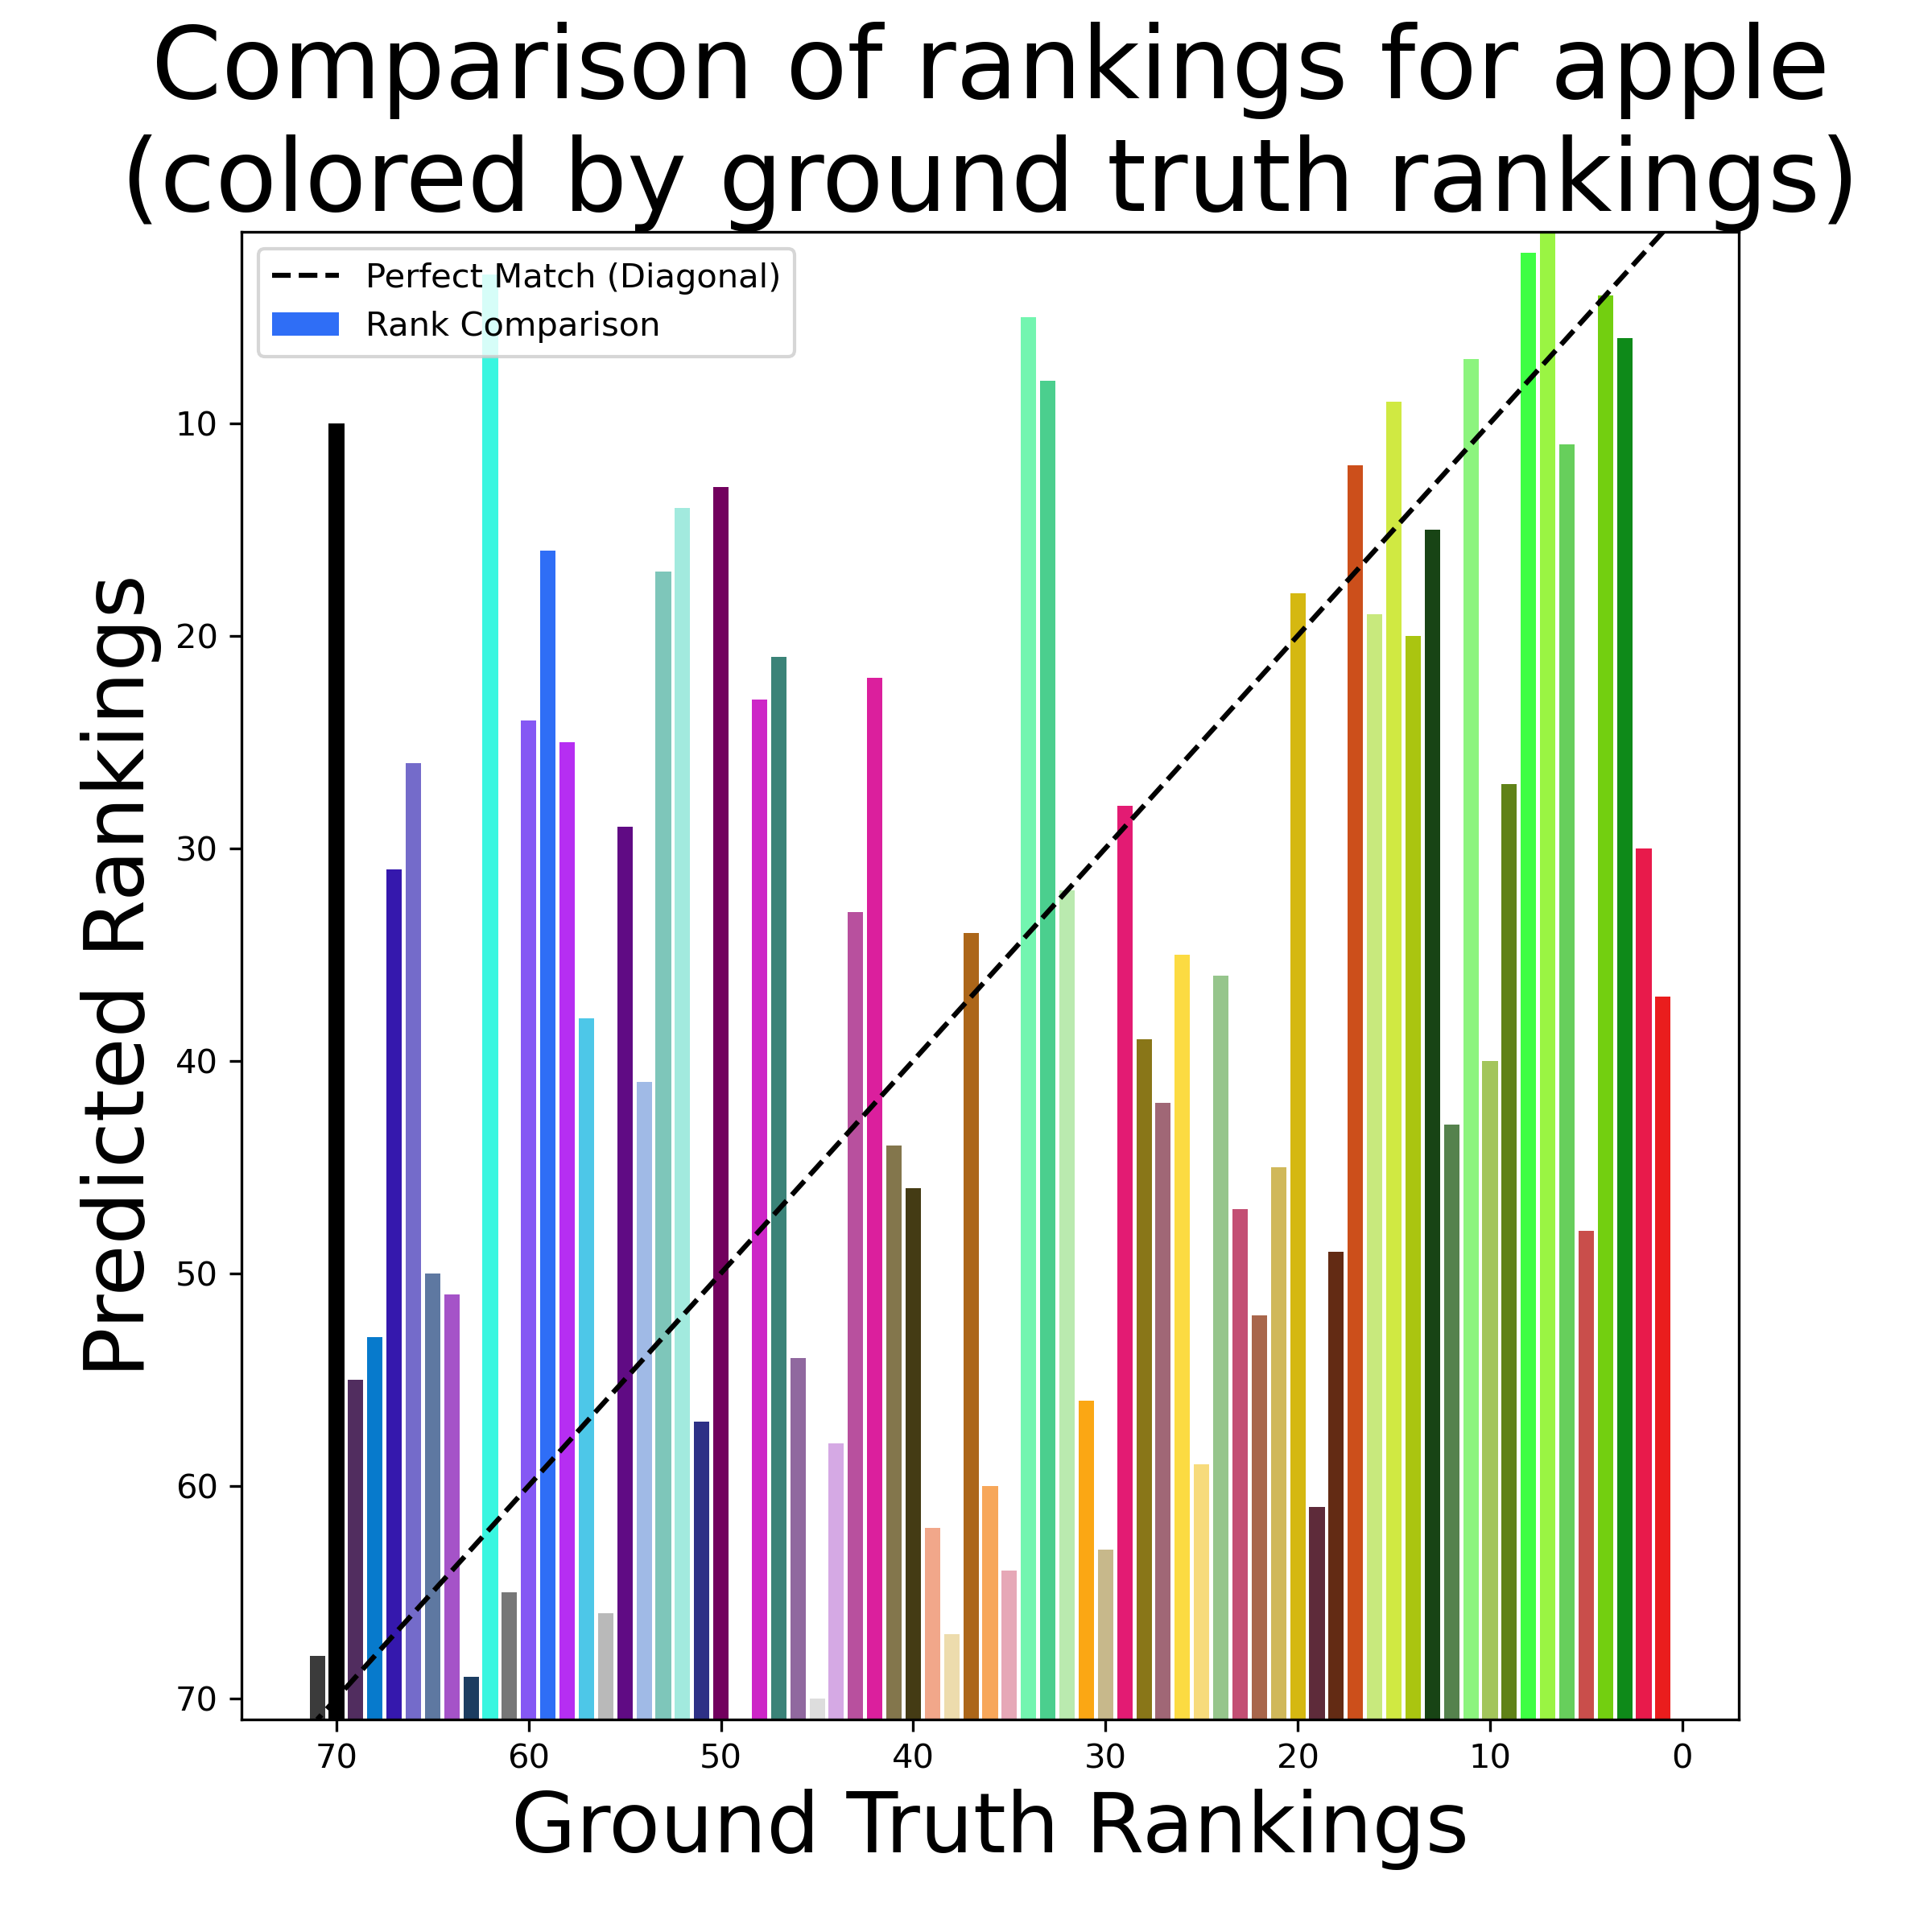 Comparison of rankings for apple
(colored by ground truth rankings)
Perfect Match (Diagonal)
Rank Comparison
Predicted Rankings
10
20
30
40
50
60
70
70
60
50
40
30
20
10
0
Ground Truth Rankings